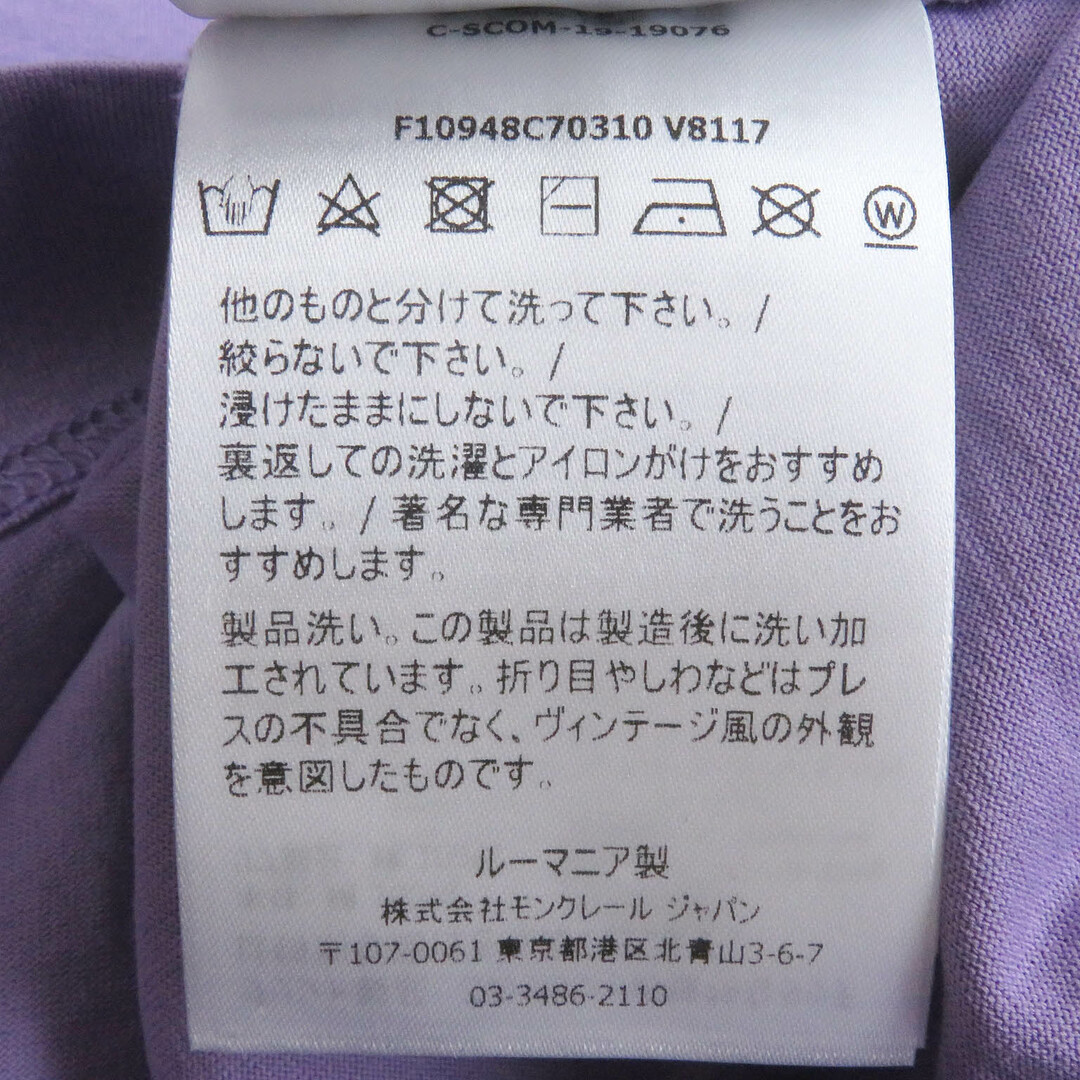 C-SCOM-19-19076
F10948C70310 V8117
W
他のものと分けて洗って下さい。/
絞らないで下さい。/
浸けたままにしないで下さい。/
裏返しての洗濯とアイロンがけをおすすめ
します。/ 著名な専門業者で洗うことをお
すすめします。
製品洗い。この製品は製造後に洗い加
工されています。折り目やしわなどはプレ
スの不具合でなく、ヴィンテージ風の外観
を意図したものです。
ルーマニア製
株式会社モンクレール ジャパン
〒107-0061 東京都港区北青山3-6-7
03-3486-2110